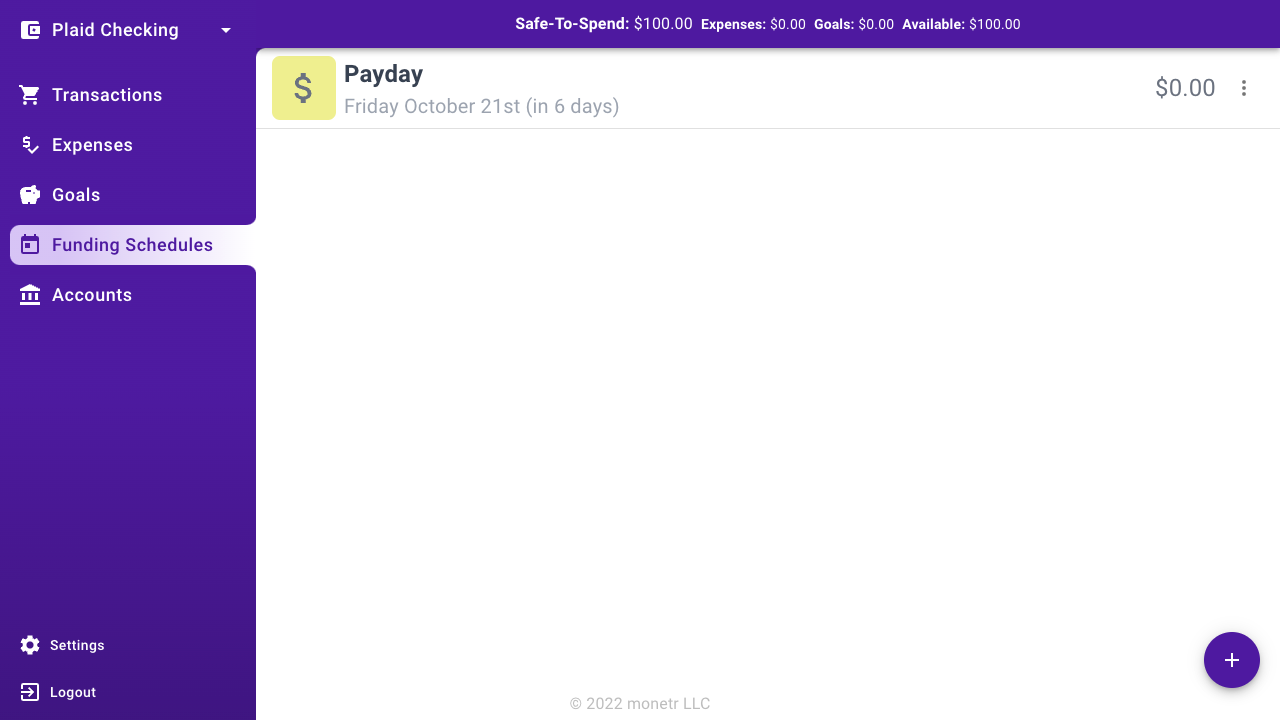 Plaid Checking
Safe-To-Spend: $100.00 Expenses: $0.00 Goals: $0.00 Available: $100.00
Transactions
Expenses
Goals
Funding Schedules
Accounts
Settings
Logout
$
Payday
Friday October 21st (in 6 days)
$0.00
© 2022 monetr LLC